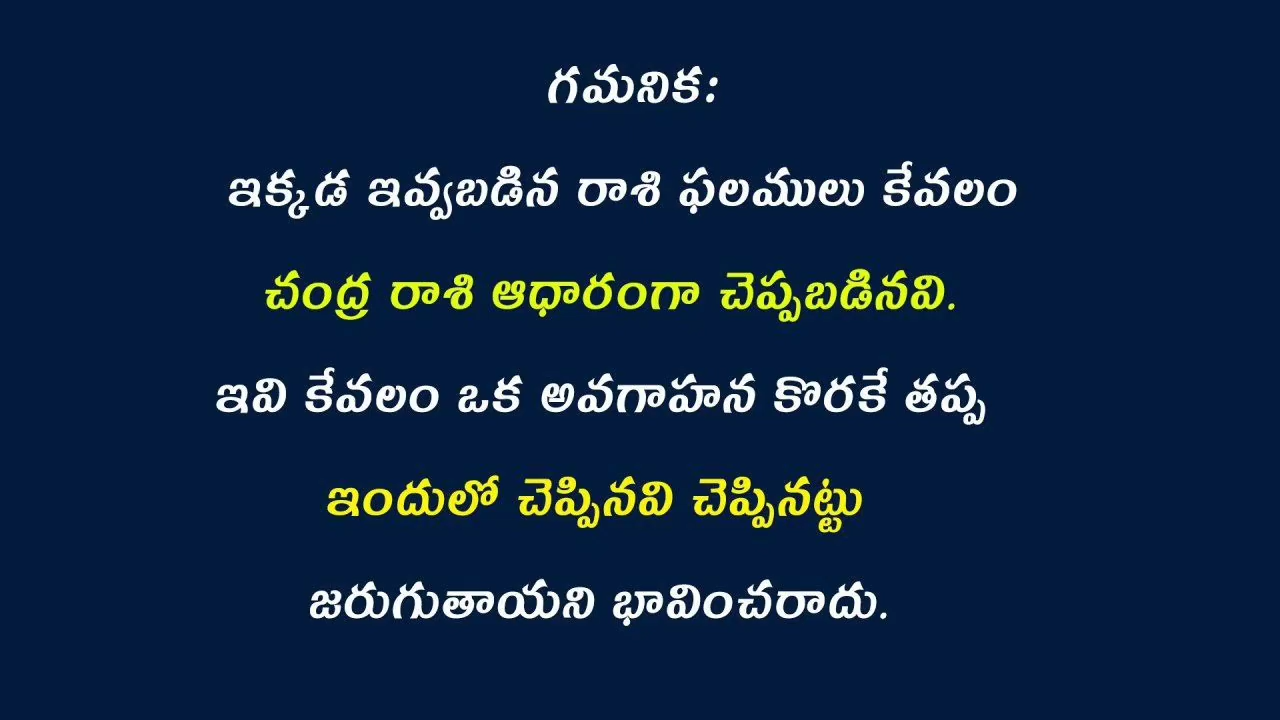 గమనిక:
ఇక్కడ ఇవ్వబడిన రాశి ఫలములు కేవలం
చంద్ర రాశి ఆధారంగా చెప్పబడినవి.
ఇవి కేవలం ఒక అవగాహన కొరకే తప్ప
ఇందులో చెప్పినవి చెప్పినట్టు
జరుగుతాయని భావించరాదు.